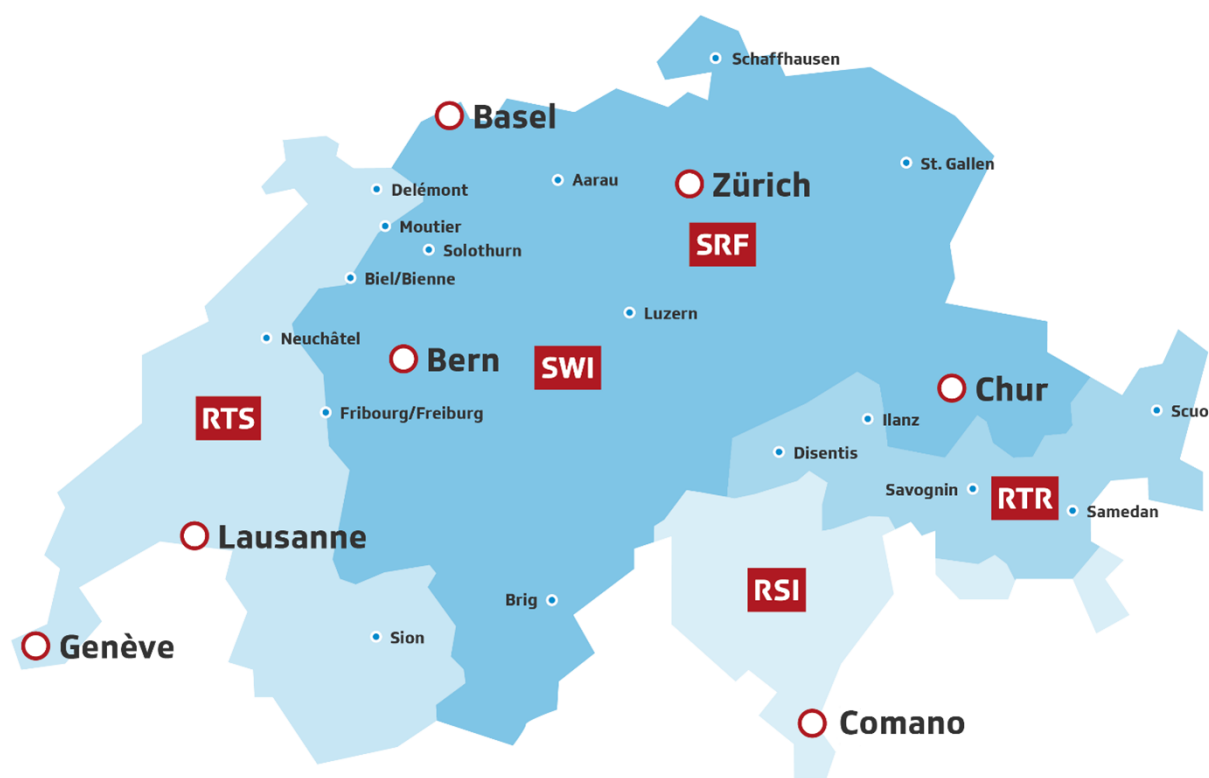 Schaffhausen
Basel
Zürich
St. Gallen
Aarau
Delémont
Moutier
SRF
Solothurn
Biel/Bienne
Luzern
Neuchâtel
Bern
SWI
Chur
RTS
Fribourg/Freiburg
Scuo
Ilanz
Disentis
Savognin
RTR
Samedan
Lausanne
RSI
Brig
Sion
Genève
Comano